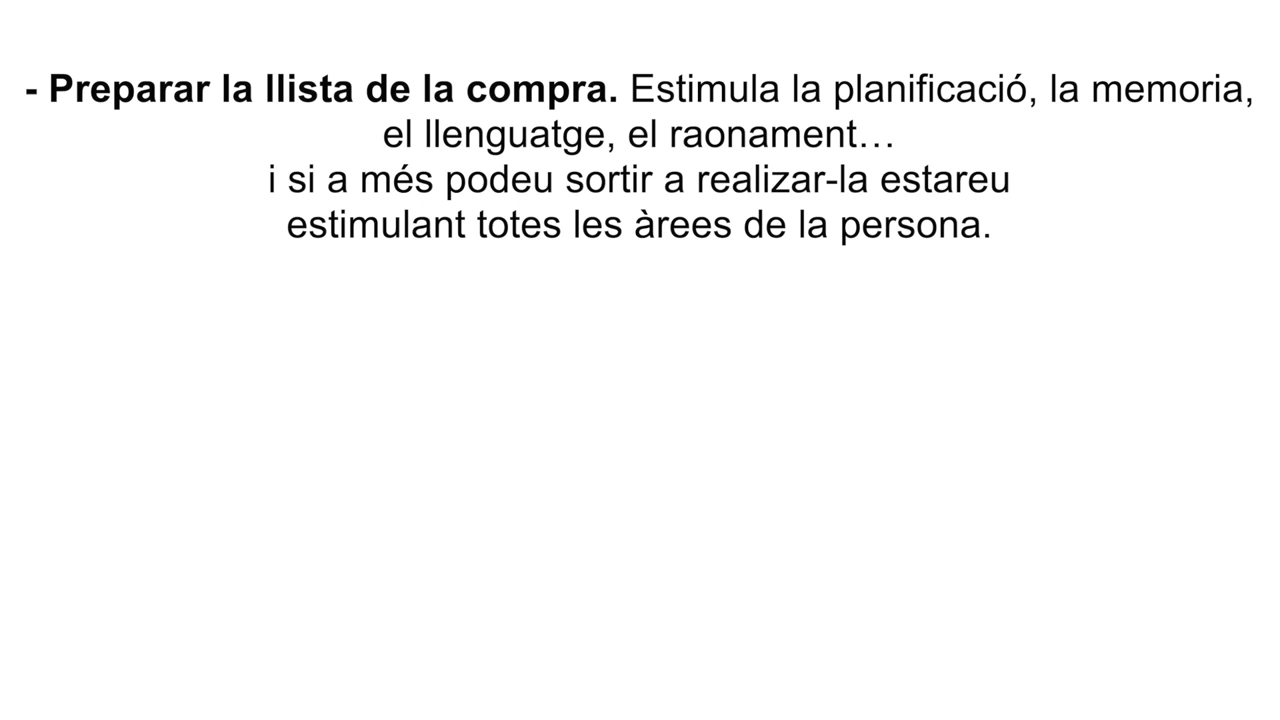 - Preparar la llista de la compra. Estimula la planificació, la memoria,
el llenguatge, el raonament…
i si a més podeu sortir a realizar-la estareu
estimulant totes les àrees de la persona.